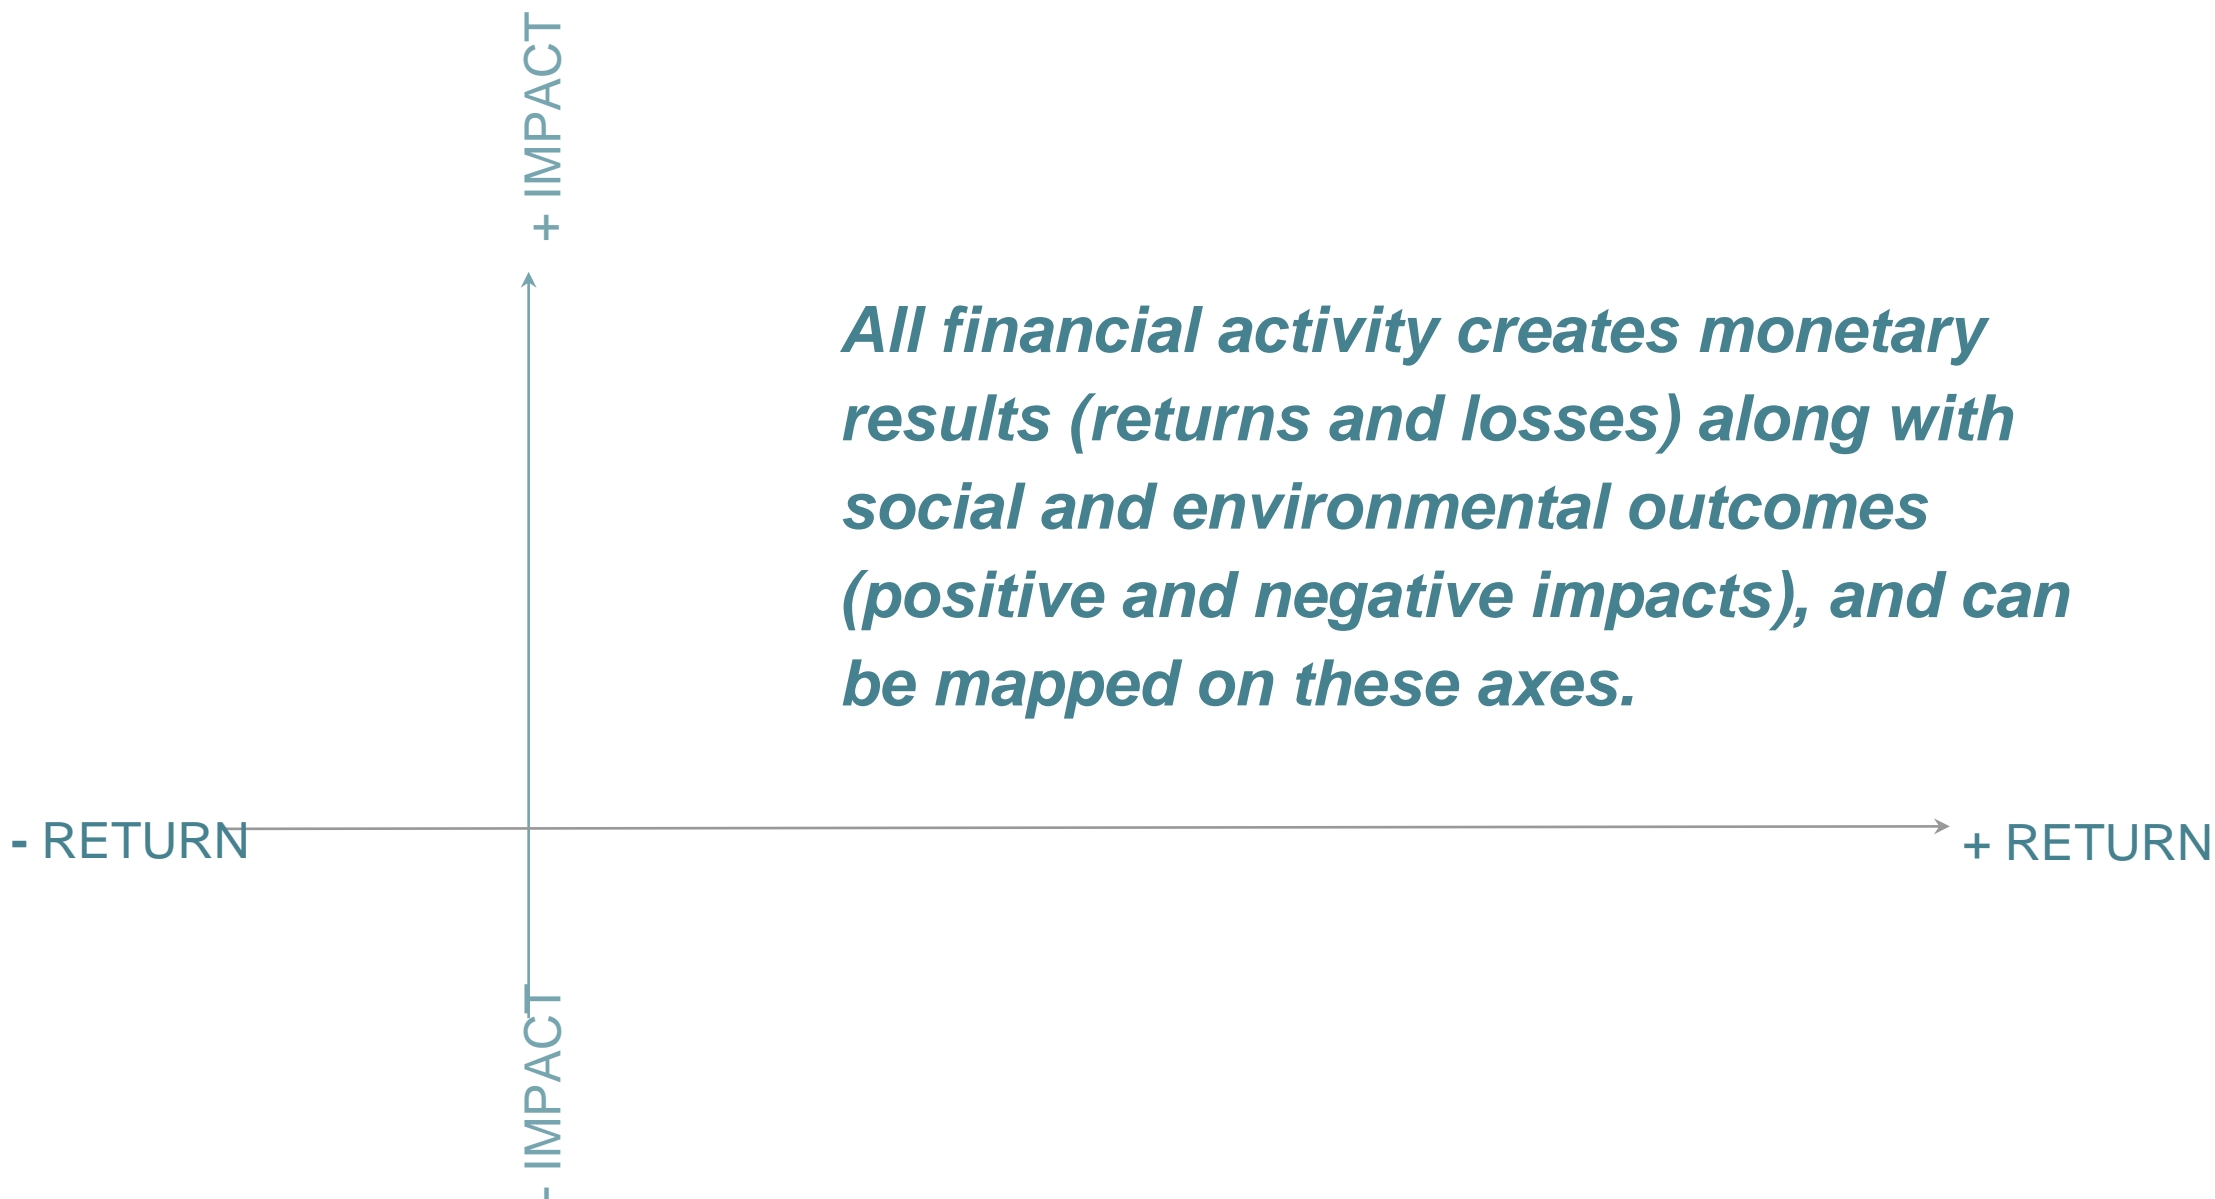 + IMPACT
All financial activity creates monetary
results (returns and losses) along with
social and environmental outcomes
(positive and negative impacts), and can
be mapped on these axes.
- RETURN
+ RETURN
- IMPACT